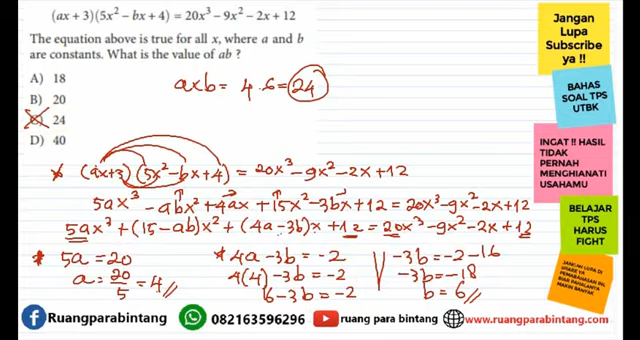 (ax + 3)(5x² − bx + 4) = 20x³ − 9x² − 2x + 12
The equation above is true for all x, where a and b
are constants. What is the value of ab ?
A) 18
B) 20
C) 24
D) 40
axb = 4 . 6 = 24
* (ax+3) (5x² - bx + 4) = 20x³ - 9x² - 2x + 12
5ax³ - abx² + 4ax + 15x² - 3bx + 12 = 20x³ - 9x² - 2x + 12
5ax³ + (15 - ab)x² + (4a - 3b)x + 12 = 20x³ - 9x² - 2x + 12
* 5a = 20
a = 20/5 = 4 //
* 4a - 3b = -2
4(4) - 3b = -2
16 - 3b = -2
-3b = -2 - 16
-3b = -18
b = 6 //
Jangan
Lupa
Subscribe
ya !!
BAHAS
SOAL TPS
UTBK
INGAT !! HASIL
TIDAK
PERNAH
MENGHIANATI
USAHAMU
BELAJAR
TPS
HARUS
FIGHT
JANGAN LUPA DI
Ruangparabintang
082163596296
ruang para bintang
www.ruangparabintang.com